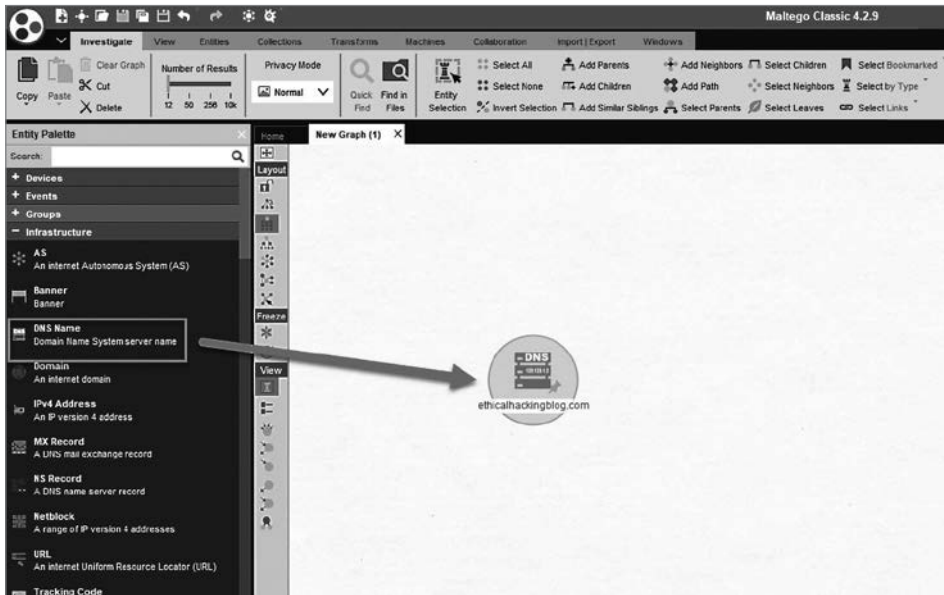 Maltego Classic 4.2.9
Investigate View Entities Collections Transforms Machines Collaboration Import | Export Windows
Copy
Paste
Clear Graph
Cut
Delete
Number of Results
12 50 256 10k
Privacy Mode
Normal
Quick Find
Find in Files
Entity Selection
Select All
Select None
Invert Selection
Add Parents
Add Children
Add Similar Siblings
Add Neighbors
Add Path
Select Parents
Select Children
Select Neighbors
Select Leaves
Select Bookmarked
Select by Type
Select Links
Entity Palette
Search:
Home
New Graph (1) X
Layout
Freeze
View
+ Devices
+ Events
+ Groups
- Infrastructure
AS
An internet Autonomous System (AS)
Banner
Banner
DNS Name
Domain Name System server name
Domain
An internet domain
IPv4 Address
An IP version 4 address
MX Record
A DNS mail exchange record
NS Record
A DNS name server record
Netblock
A range of IP version 4 addresses
URL
An internet Uniform Resource Locator (URL)
Tracking Code
DNS
ethicalhackingblog.com